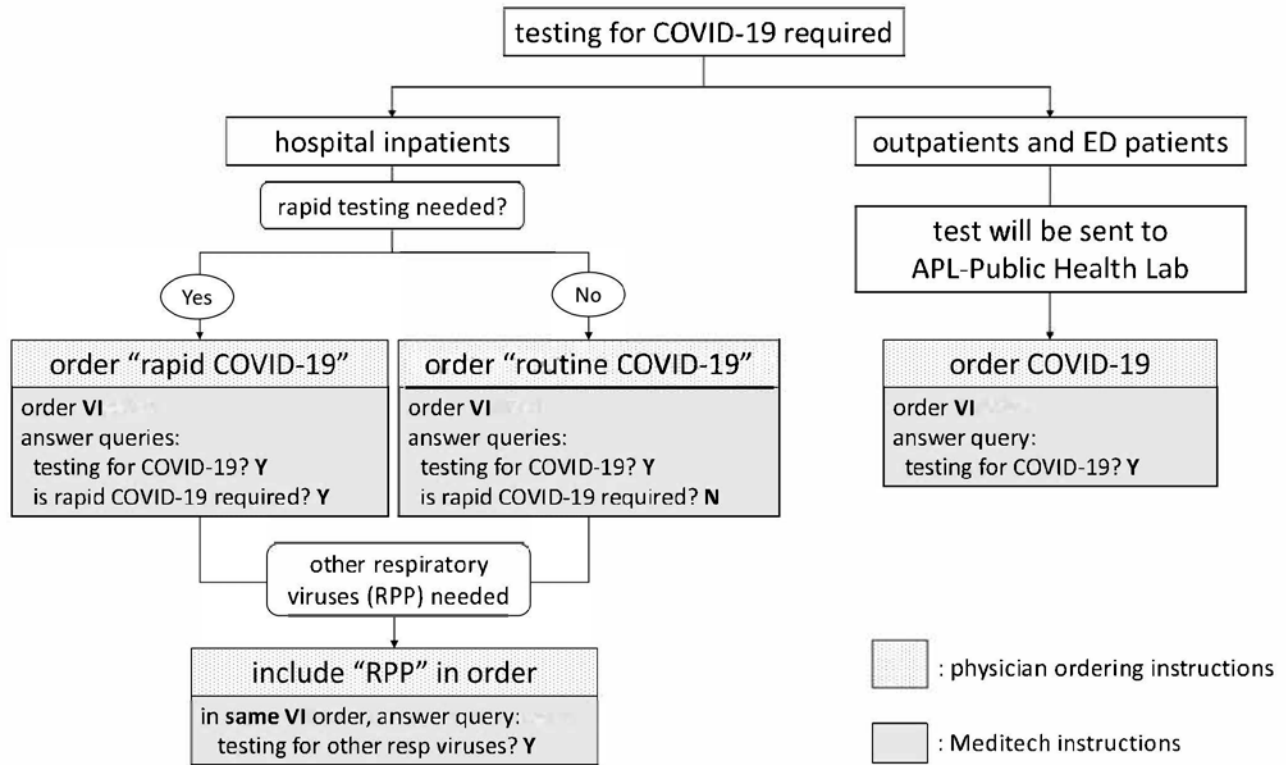 testing for COVID-19 required
hospital inpatients
outpatients and ED patients
rapid testing needed?
test will be sent to
APL-Public Health Lab
Yes
No
order “rapid COVID-19”
order VI
answer queries:
testing for COVID-19? Y
is rapid COVID-19 required? Y
order “routine COVID-19”
order VI
answer queries:
testing for COVID-19? Y
is rapid COVID-19 required? N
order COVID-19
order VI
answer query:
testing for COVID-19? Y
other respiratory
viruses (RPP) needed
include “RPP” in order
in same VI order, answer query:
testing for other resp viruses? Y
: physician ordering instructions
: Meditech instructions